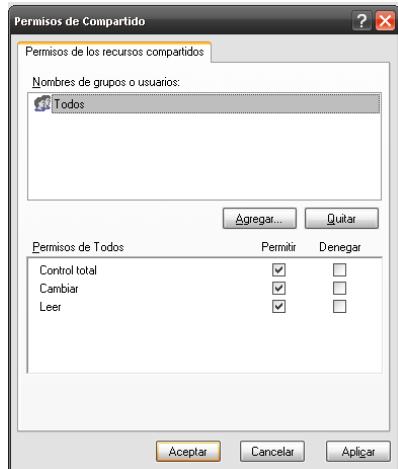 Permisos de Compartido
Permisos de los recursos compartidos
Nombres de grupos o usuarios:
Todos
Agregar... Quitar
Permisos de Todos Permitir Denegar
Control total
Cambiar
Leer
Aceptar Cancelar Aplicar